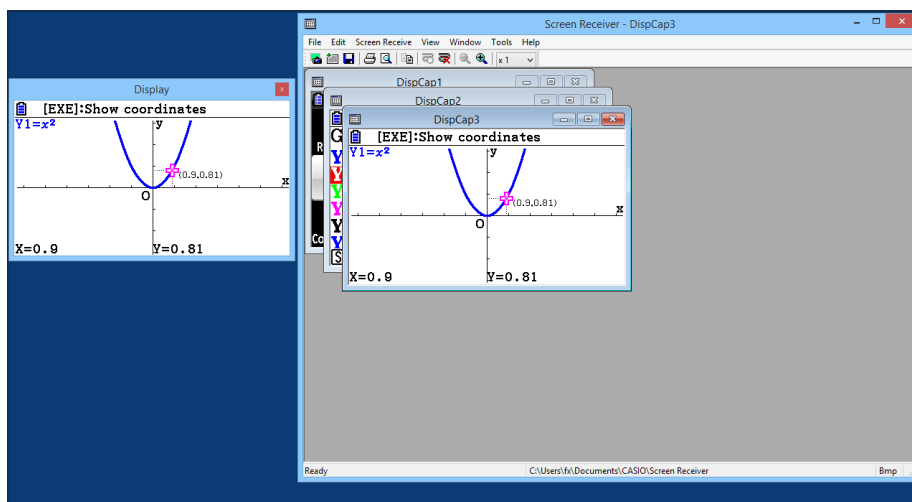 Screen Receiver - DispCap3
File Edit Screen Receive View Window Tools Help
x 1
Display
[EXE]:Show coordinates
Y1=x²
y
(0.9,0.81)
x
O
X=0.9 Y=0.81
DispCap1
R
Co
DispCap2
G
Y
Y
Y
Y
Y
Y
S
DispCap3
[EXE]:Show coordinates
Y1=x²
y
(0.9,0.81)
x
O
X=0.9 Y=0.81
Ready C:\Users\fx\Documents\CASIO\Screen Receiver Bmp